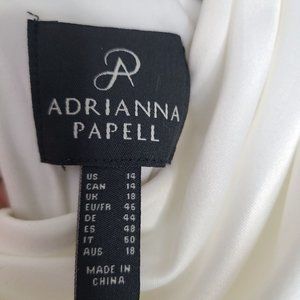 ADRIANNA
PAPELL
US 14
CAN 14
UK 18
EU/FR 46
DE 44
ES 48
IT 50
AUS 18
MADE IN
CHINA